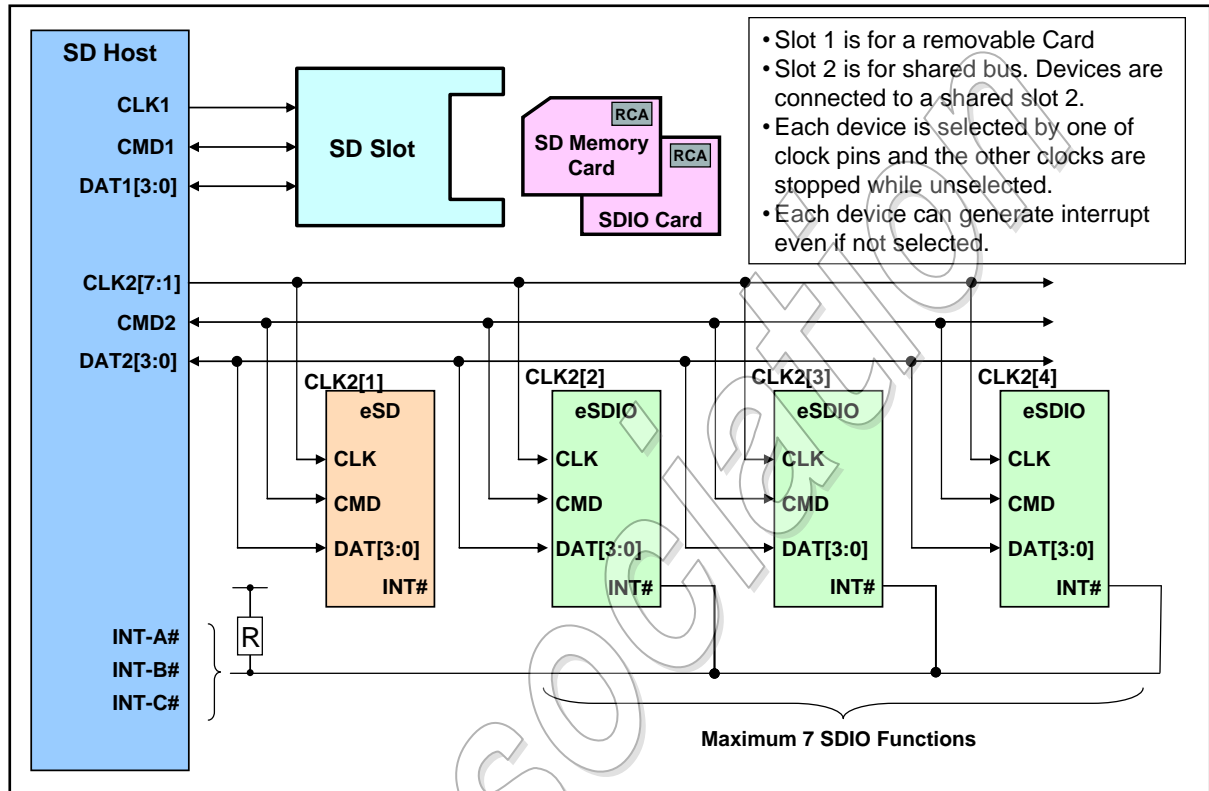 SD Host
CLK1
CMD1
DAT1[3:0]
SD Slot
RCA
SD Memory
Card
RCA
SDIO Card
• Slot 1 is for a removable Card
• Slot 2 is for shared bus. Devices are
connected to a shared slot 2.
• Each device is selected by one of
clock pins and the other clocks are
stopped while unselected.
• Each device can generate interrupt
even if not selected.
CLK2[7:1]
CMD2
DAT2[3:0]
CLK2[1]
eSD
CLK
CMD
DAT[3:0]
INT#
CLK2[2]
eSDIO
CLK
CMD
DAT[3:0]
INT#
CLK2[3]
eSDIO
CLK
CMD
DAT[3:0]
INT#
CLK2[4]
eSDIO
CLK
CMD
DAT[3:0]
INT#
R
INT-A#
INT-B#
INT-C#
Maximum 7 SDIO Functions
sociation